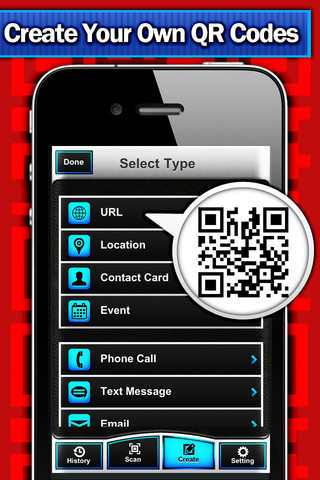 Create Your Own QR Codes
Done
Select Type
URL
Location
Contact Card
Event
Phone Call
Text Message
Email
History
Scan
Create
Setting